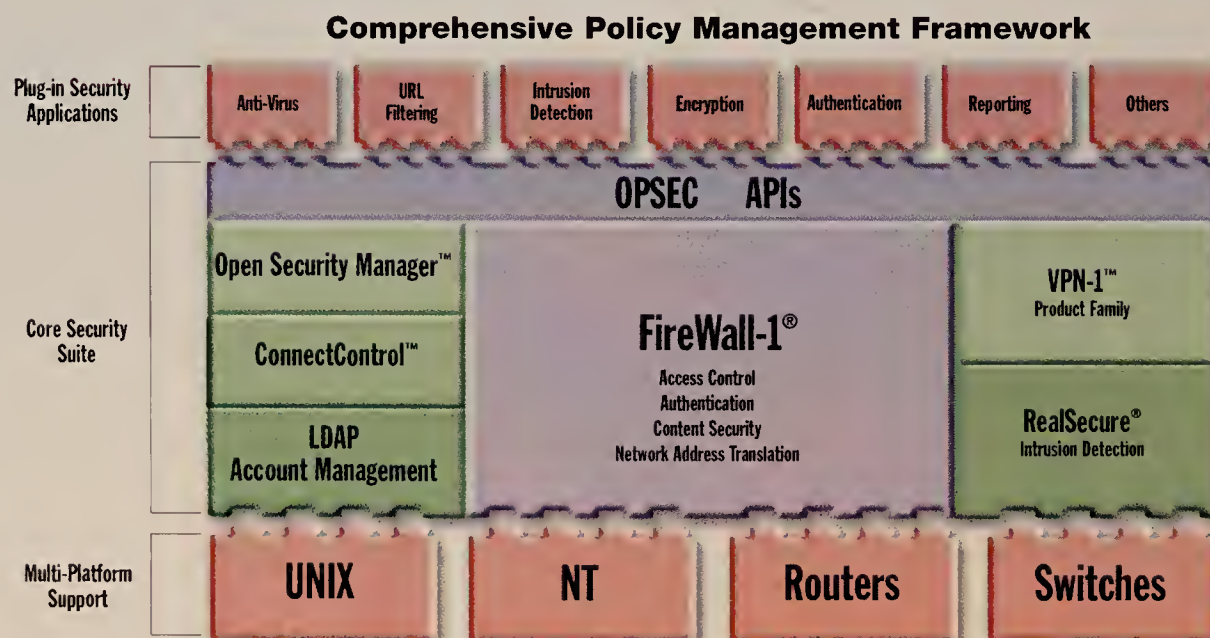 Comprehensive Policy Management Framework
Plug-in Security
Applications
Anti-Virus
URL
Filtering
Intrusion
Detection
Encryption
Authentication
Reporting
Others
OPSEC APIs
Core Security
Suite
Open Security Manager™
ConnectControl™
LDAP
Account Management
FireWall-1®
Access Control
Authentication
Content Security
Network Address Translation
VPN-1™
Product Family
RealSecure®
Intrusion Detection
Multi-Platform
Support
UNIX
NT
Routers
Switches